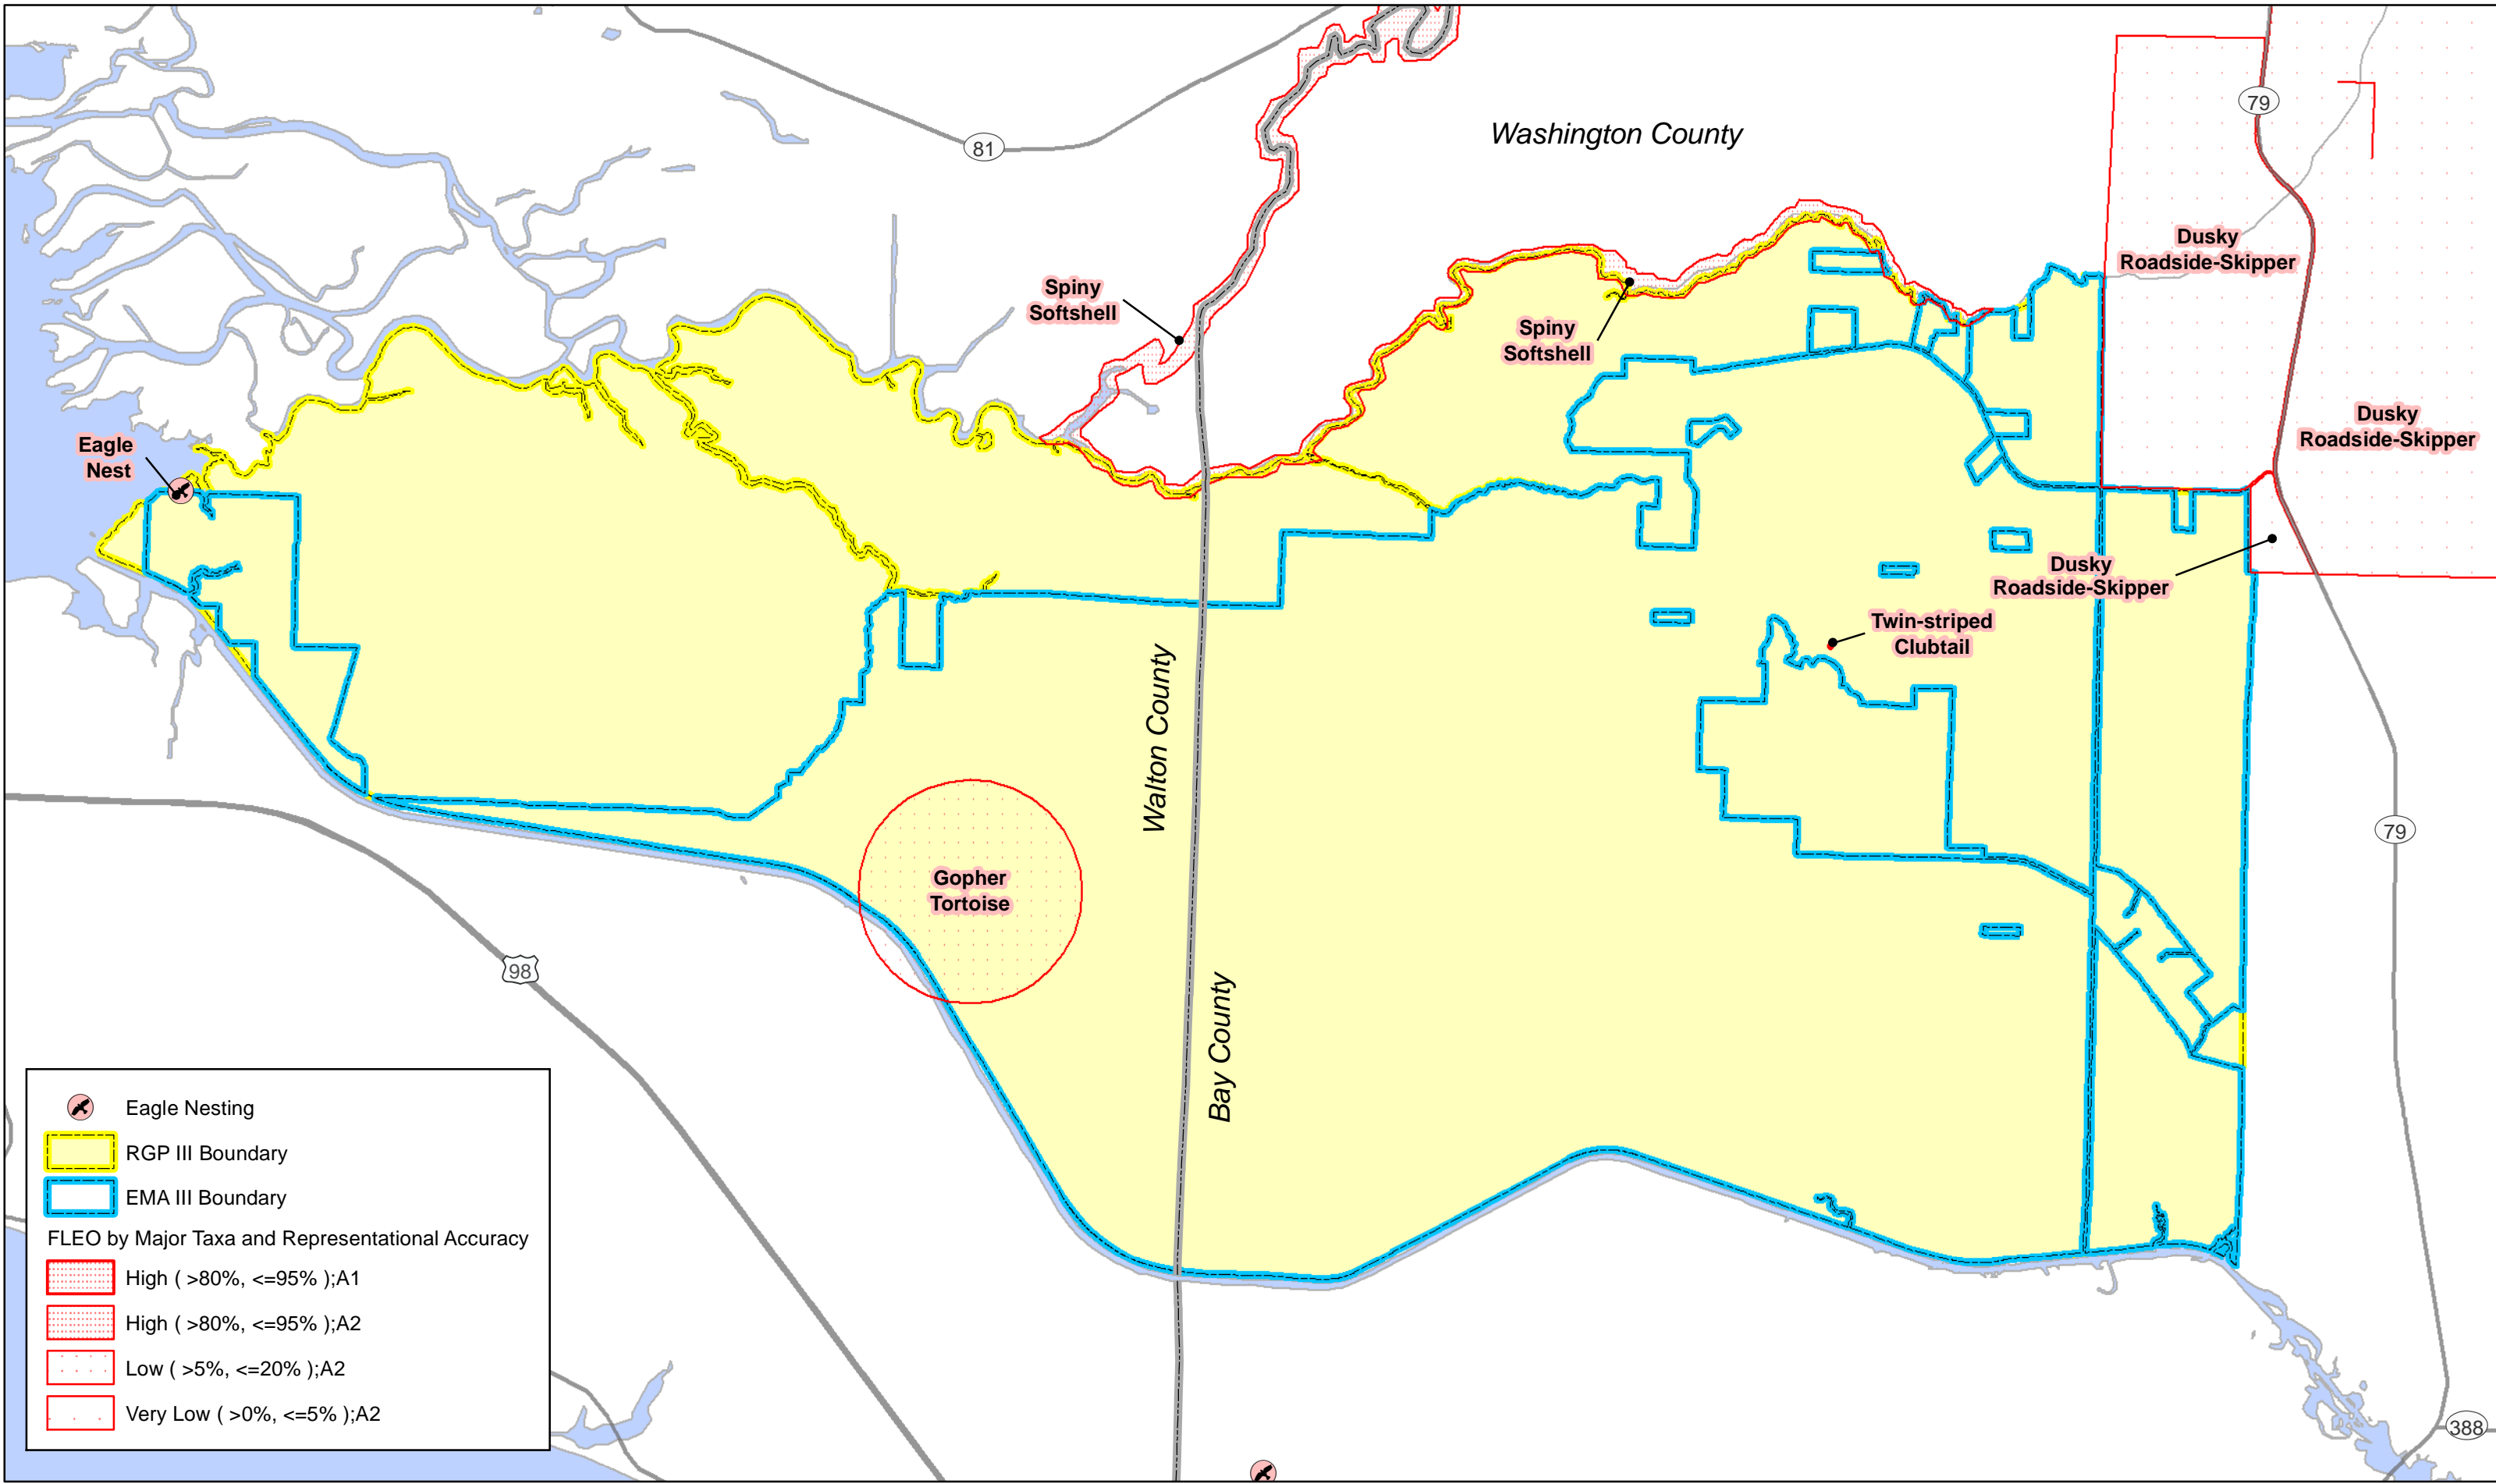 81
79
Washington County
Dusky
Roadside-Skipper
Spiny
Softshell
Spiny
Softshell
Eagle
Nest
Dusky
Roadside-Skipper
Dusky
Roadside-Skipper
Twin-striped
Clubtail
Walton County
Gopher
Tortoise
79
98
Bay County
Eagle Nesting
RGP III Boundary
EMA III Boundary
FLEO by Major Taxa and Representational Accuracy
High ( >80%, <=95% );A1
High ( >80%, <=95% );A2
Low ( >5%, <=20% );A2
Very Low ( >0%, <=5% );A2
388